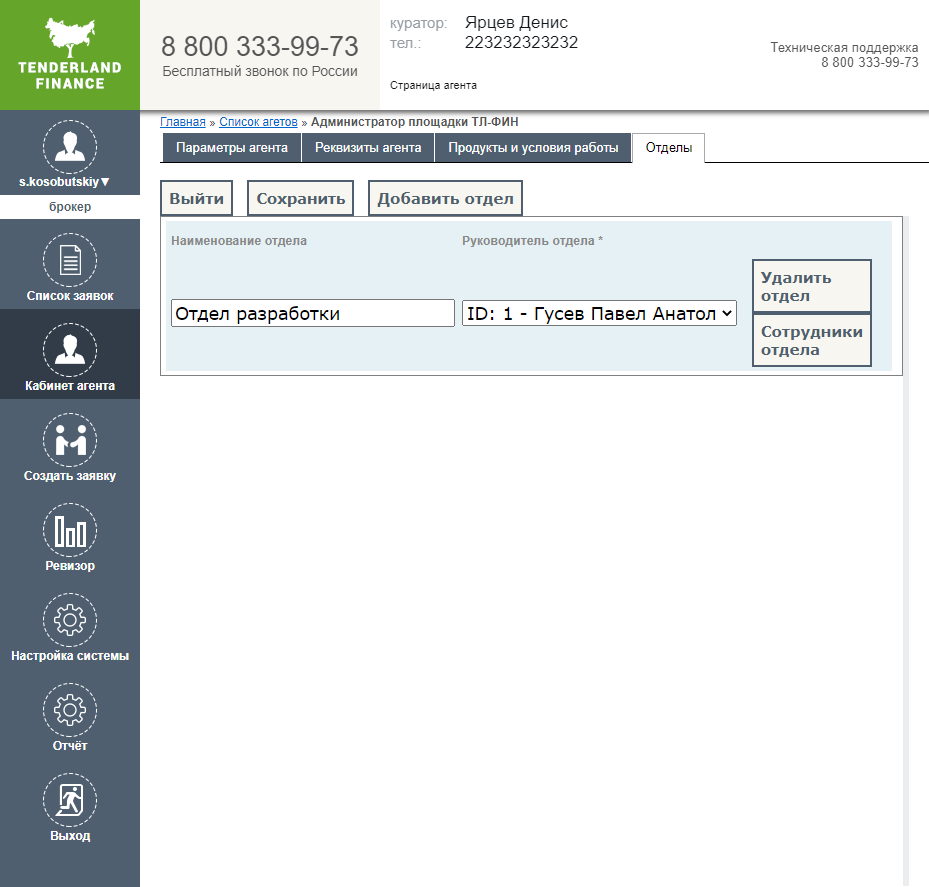 TENDERLAND
FINANCE
8 800 333-99-73
Бесплатный звонок по России
куратор: Ярцев Денис
тел.: 223232323232
Страница агента
Техническая поддержка
8 800 333-99-73
s.kosobutskiy▼
брокер
Список заявок
Кабинет агента
Создать заявку
Ревизор
Настройка системы
Отчёт
Выход
Главная » Список агетов » Администратор площадки ТЛ-ФИН
Параметры агента Реквизиты агента Продукты и условия работы Отделы
Выйти Сохранить Добавить отдел
Наименование отдела Руководитель отдела *
Отдел разработки ID: 1 - Гусев Павел Анатол
Удалить
отдел
Сотрудники
отдела